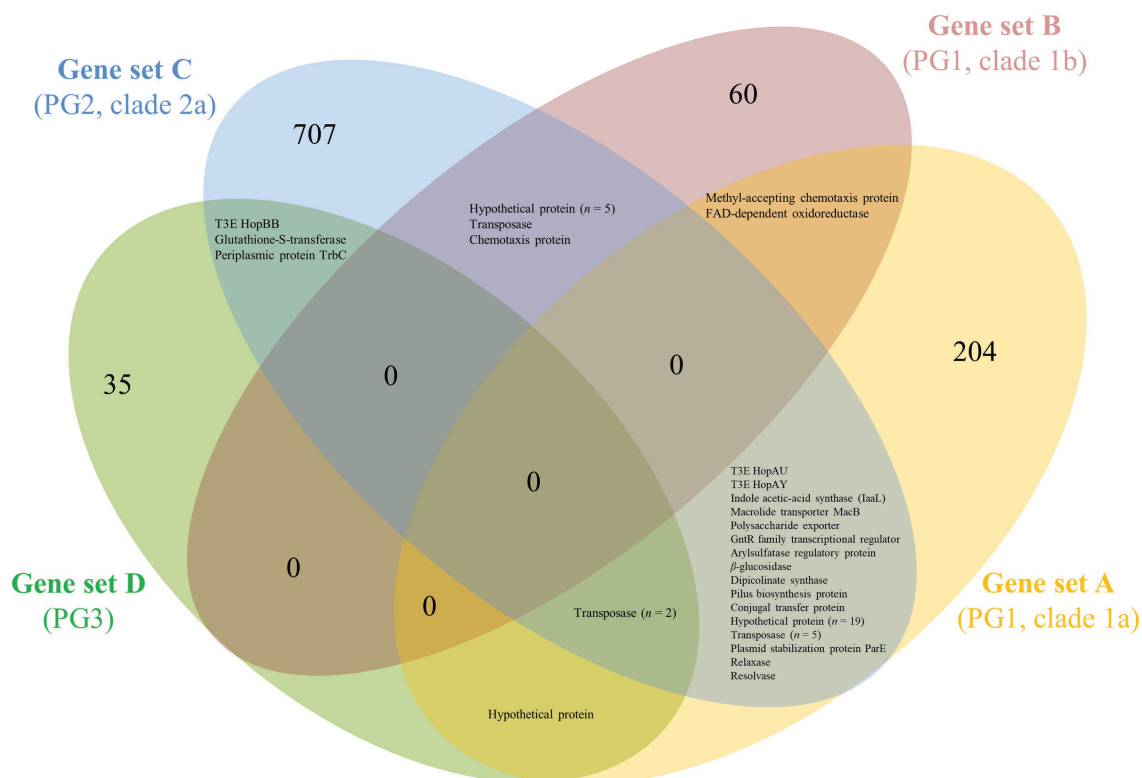 Gene set B
(PG1, clade 1b)
Gene set C
(PG2, clade 2a)
60
707
Methyl-accepting chemotaxis protein
FAD-dependent oxidoreductase
Hypothetical protein (n = 5)
Transposase
Chemotaxis protein
T3E HopBB
Glutathione-S-transferase
Periplasmic protein TrbC
204
35
0
0
0
T3E HopAU
T3E HopAY
Indole acetic-acid synthase (IaaL)
Macrolide transporter MacB
Polysaccharide exporter
GntR family transcriptional regulator
Arylsulfatase regulatory protein
β-glucosidase
Dipicolinate synthase
Pilus biosynthesis protein
Conjugal transfer protein
Hypothetical protein (n = 19)
Transposase (n = 5)
Plasmid stabilization protein ParE
Relaxase
Resolvase
0
0
Gene set D
(PG3)
Gene set A
(PG1, clade 1a)
Transposase (n = 2)
Hypothetical protein